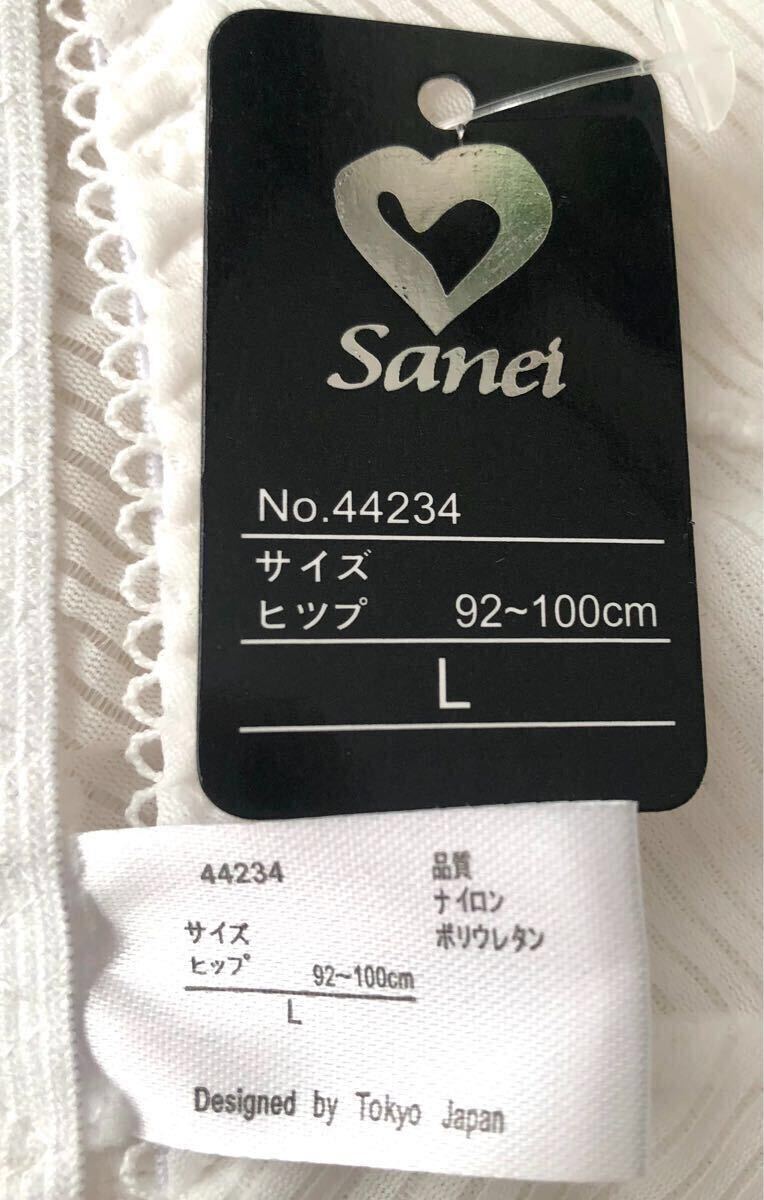 Sanei
No.44234
サイズ
ヒツプ 92~100cm
L
44234
サイズ
ヒップ 92～100cm
L
品質
ナイロン
ポリウレタン
Designed by Tokyo Japan